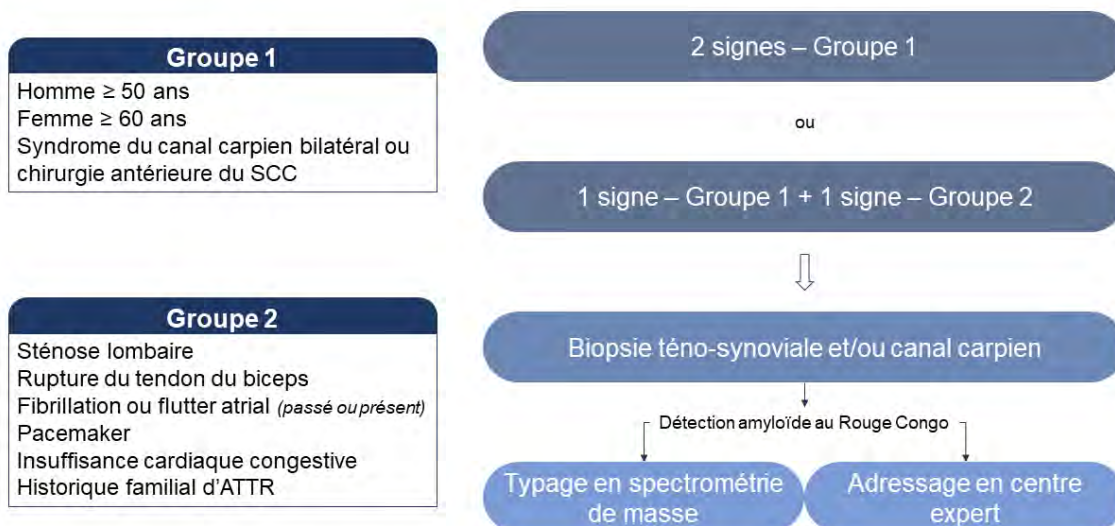 Groupe 1
Homme ≥ 50 ans
Femme ≥ 60 ans
Syndrome du canal carpien bilatéral ou
chirurgie antérieure du SCC
Groupe 2
Sténose lombaire
Rupture du tendon du biceps
Fibrillation ou flutter atrial (passé ou présent)
Pacemaker
Insuffisance cardiaque congestive
Historique familial d'ATTR
2 signes – Groupe 1
ou
1 signe – Groupe 1 + 1 signe – Groupe 2
Biopsie téno-synoviale et/ou canal carpien
Détection amyloïde au Rouge Congo
Typage en spectrométrie
de masse
Adressage en centre
expert